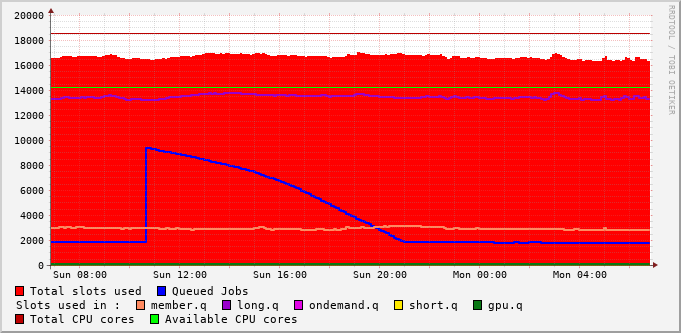 20000
18000
16000
14000
12000
10000
8000
6000
4000
2000
0
Sun 08:00 Sun 12:00 Sun 16:00 Sun 20:00 Mon 00:00 Mon 04:00
RRDTOOL / TOBI OETIKER
Total slots used Queued Jobs
Slots used in : member.q long.q ondemand.q short.q gpu.q
Total CPU cores Available CPU cores